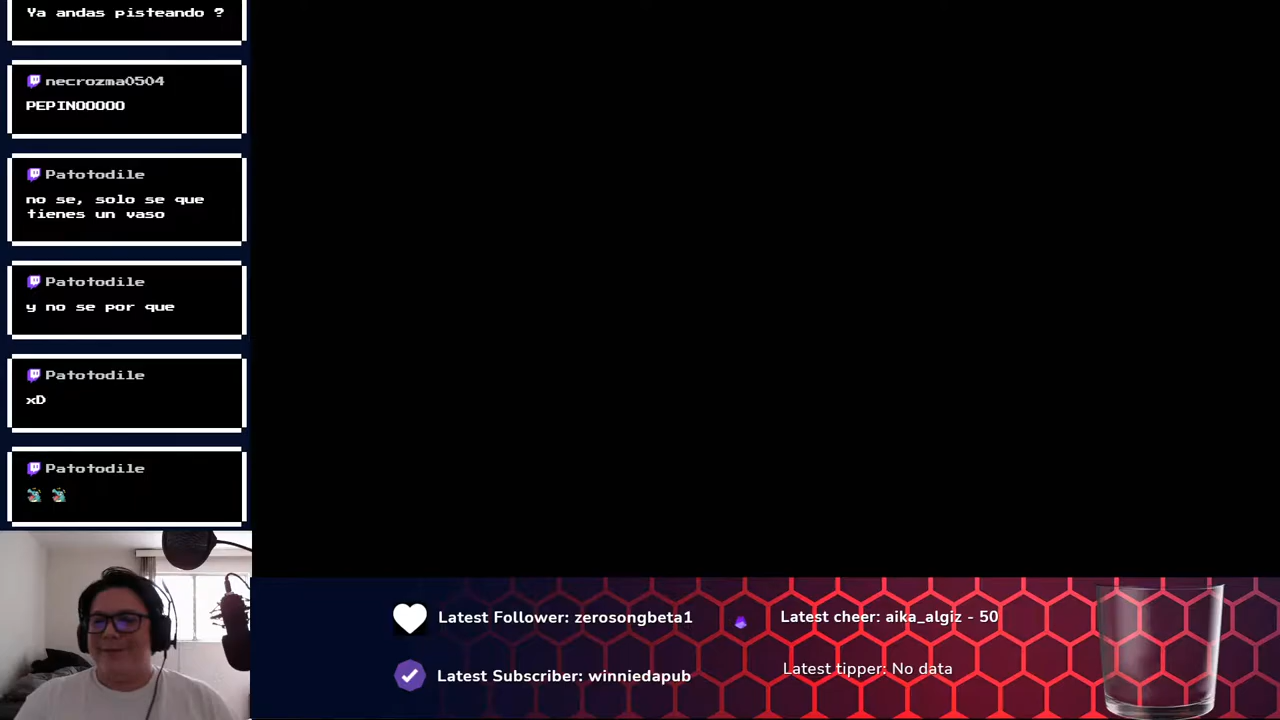 Ya andas pisteando ?
necrozma0504
PEPINOOOOO
Patotodile
no se, solo se que
tienes un vaso
Patotodile
y no se por que
Patotodile
xD
Patotodile
Latest Follower: zerosongbeta1
Latest cheer: aika_algiz - 50
Latest Subscriber: winniedapub
Latest tipper: No data